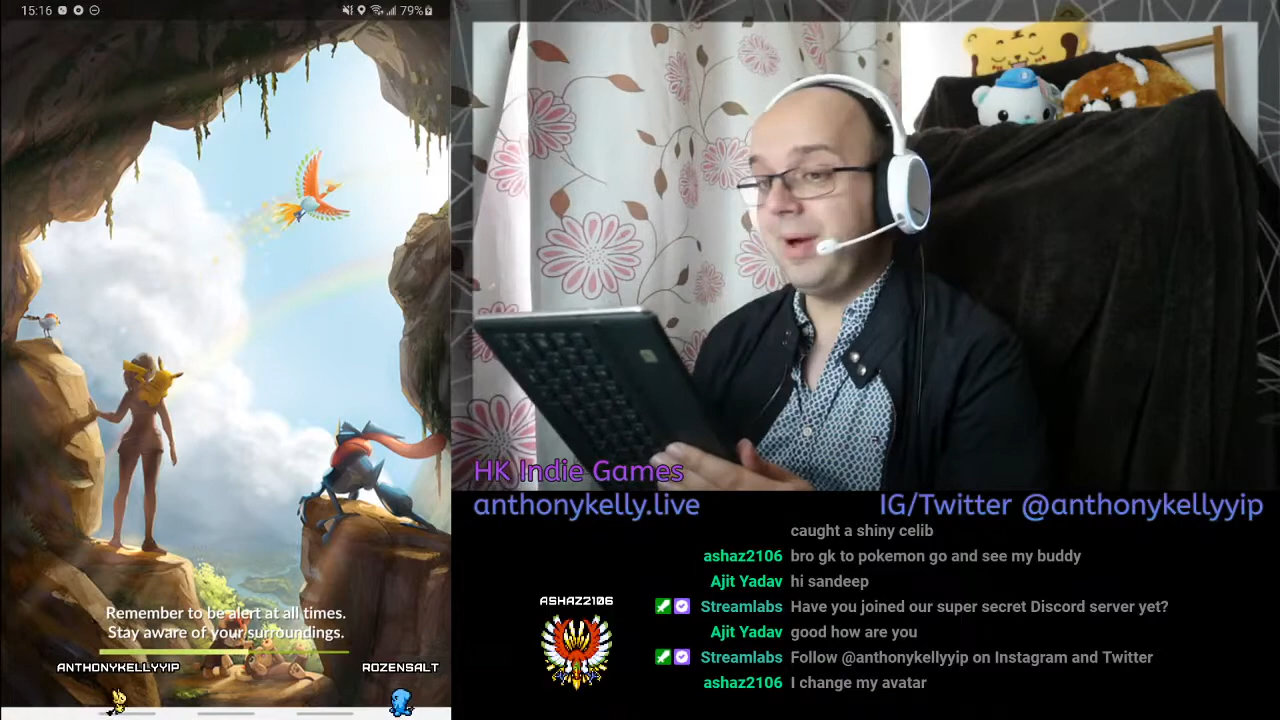 15:16
79%
Remember to be alert at all times.
Stay aware of your surroundings.
ANTHONYKELLYYIP
ROZENSALT
HK Indie Games
anthonykelly.live
IG/Twitter @anthonykellyyip
ASHAZ2106
caught a shiny celib
ashaz2106 bro gk to pokemon go and see my buddy
Ajit Yadav hi sandeep
Streamlabs Have you joined our super secret Discord server yet?
Ajit Yadav good how are you
Streamlabs Follow @anthonykellyyip on Instagram and Twitter
ashaz2106 I change my avatar